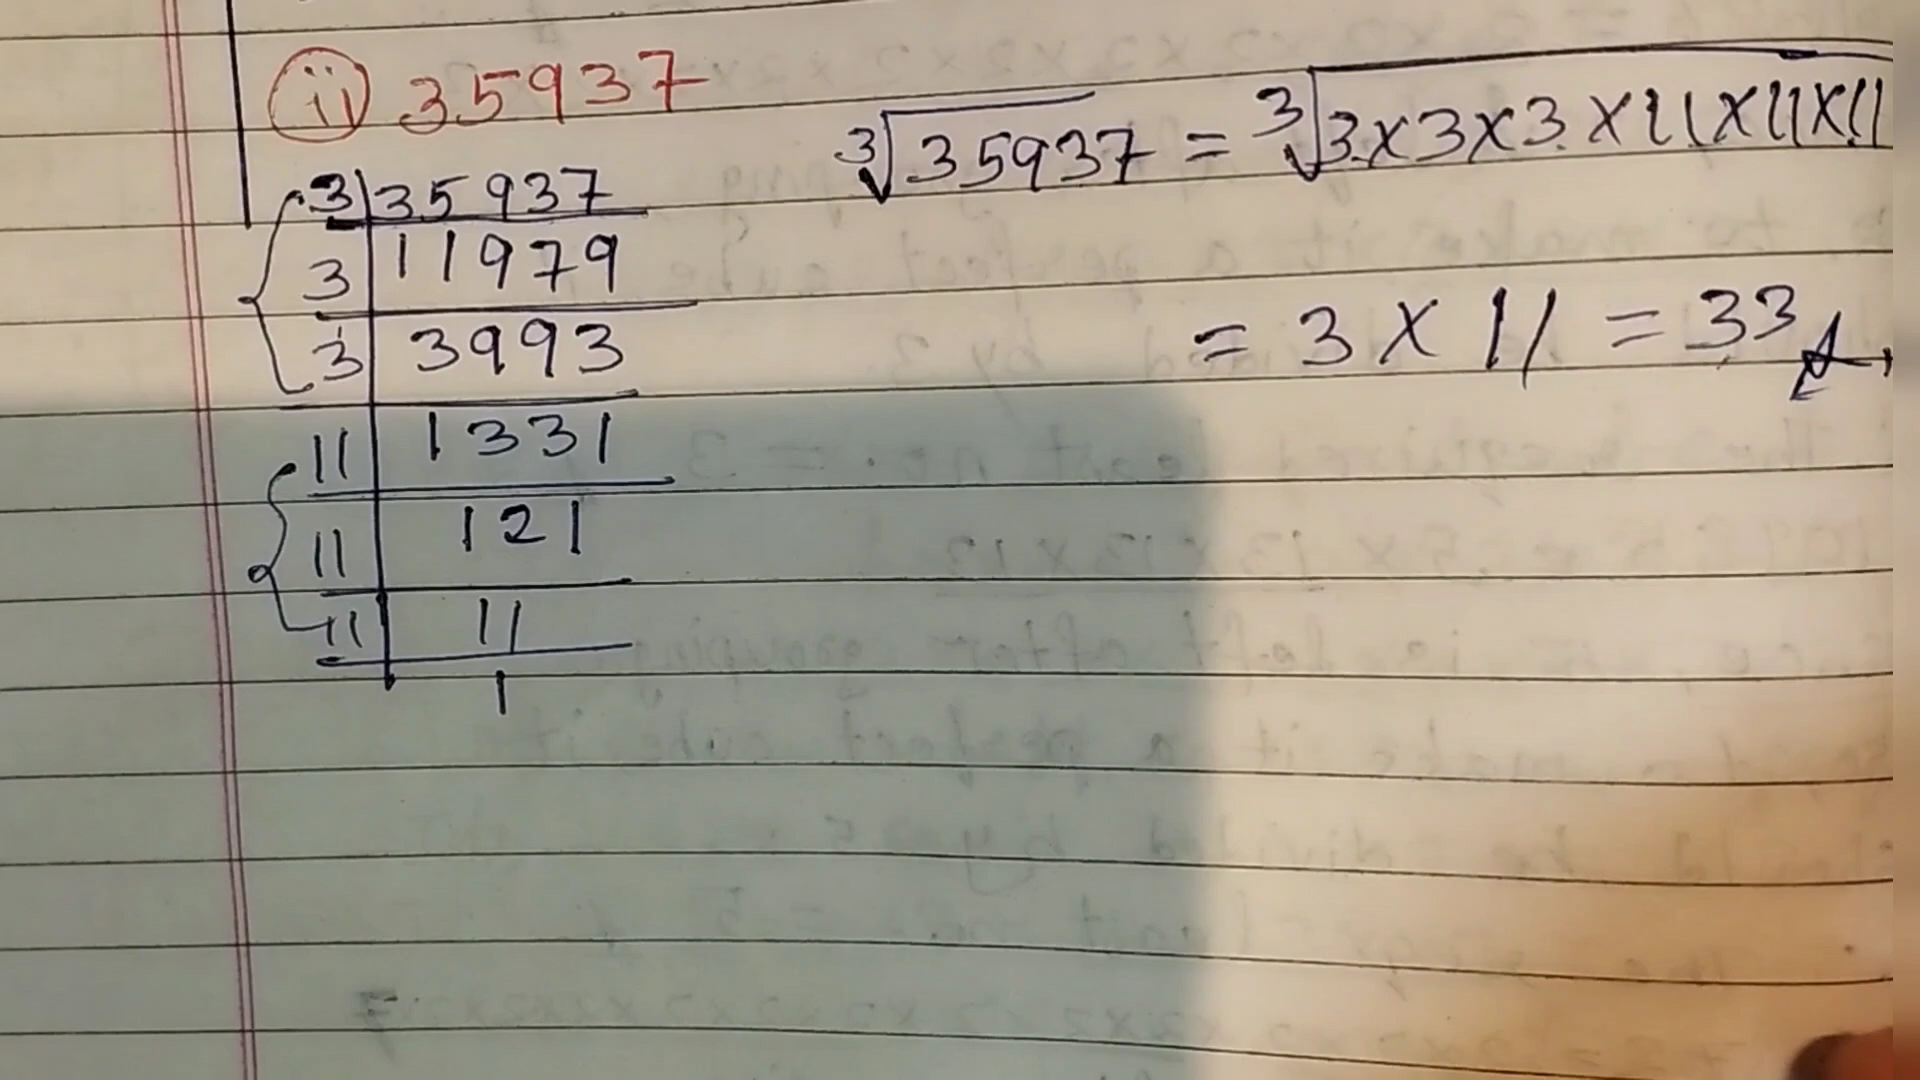 ii 35937
3 | 35937
3 | 11979
3 | 3993
11 | 1331
11 | 121
11 | 11
1
∛35937 = ∛3×3×3×11×11×11
= 3 × 11 = 33